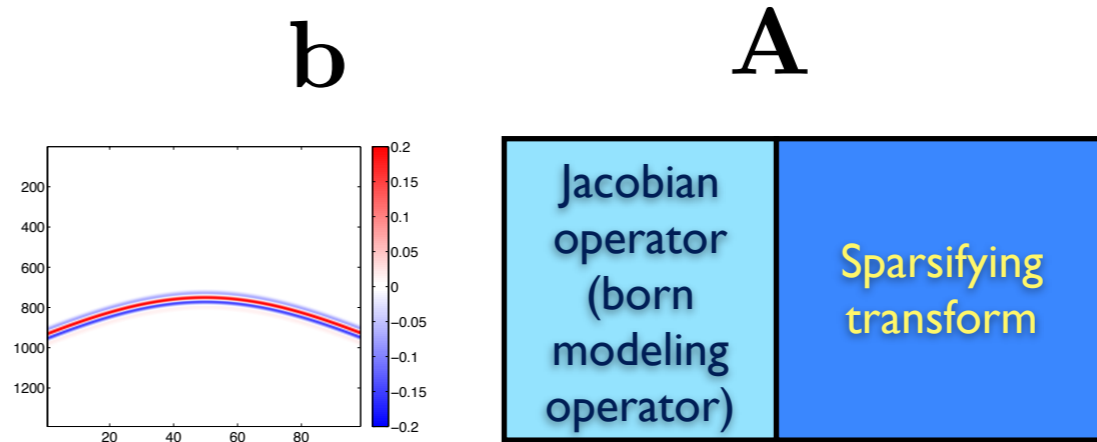 b
A
200
400
600
800
1000
1200
20
40
60
80
0.2
0.15
0.1
0.05
0
−0.05
−0.1
−0.15
−0.2
Jacobian
operator
(born
modeling
operator)
Sparsifying
transform